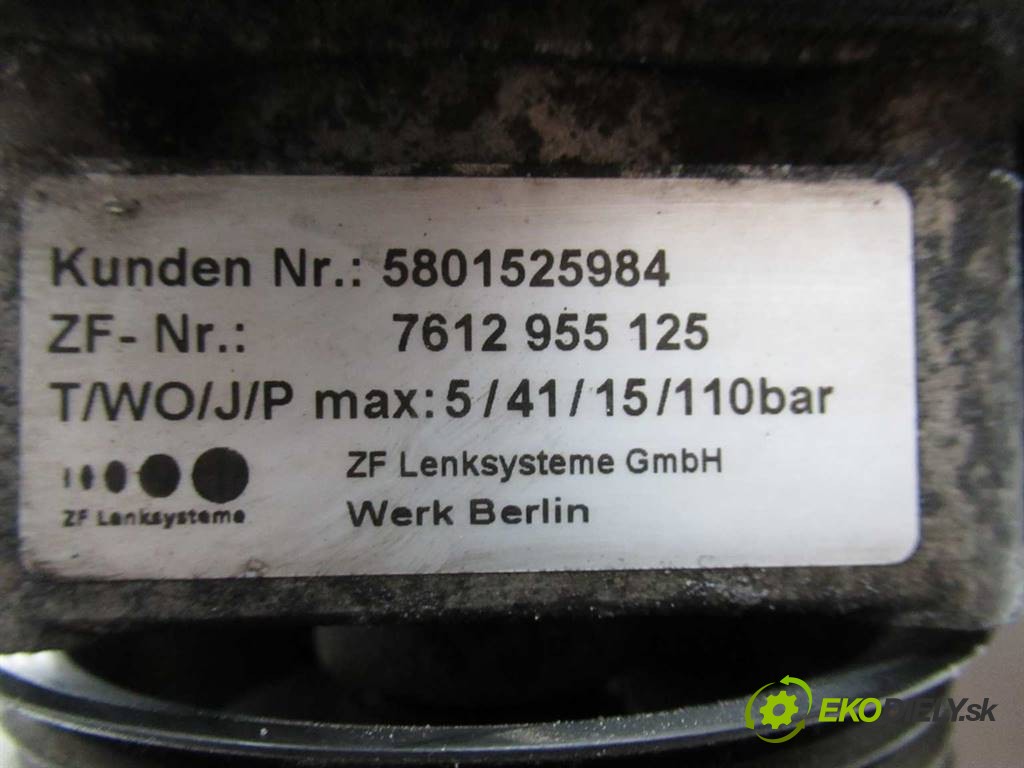 Kunden Nr.: 5801525984
ZF- Nr.: 7612 955 125
T/WO/J/P max: 5/41/15/110bar
ZF Lenksysteme GmbH
ZF Lenksysteme
Werk Berlin
EKODIELY.sk